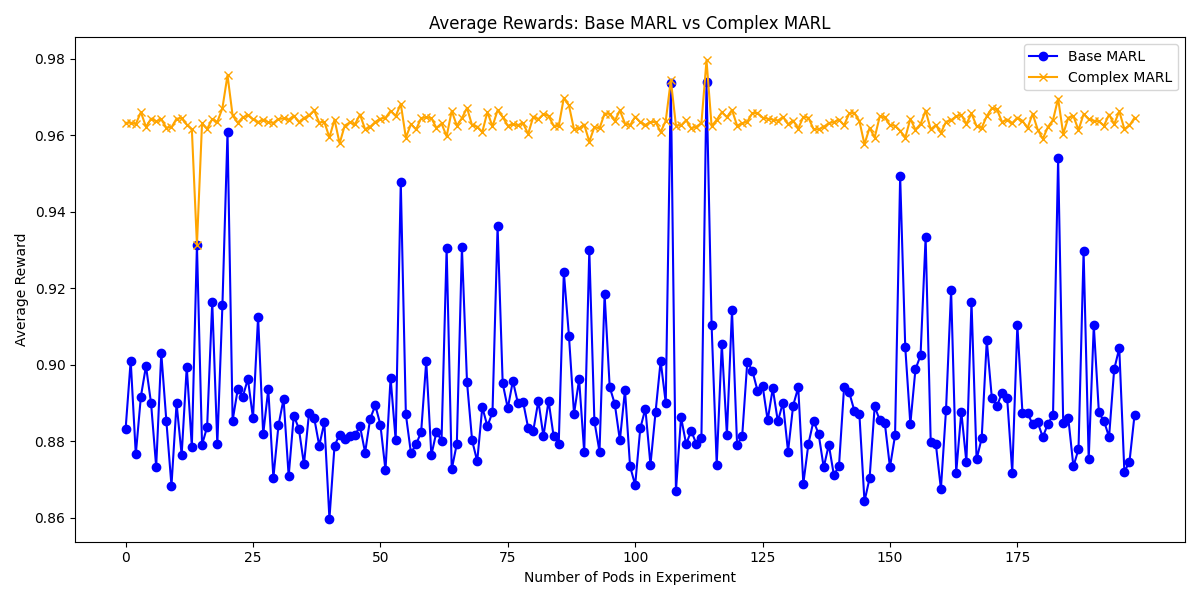 Average Rewards: Base MARL vs Complex MARL
Base MARL
Complex MARL
Average Reward
0.98
0.96
0.94
0.92
0.90
0.88
0.86
0 25 50 75 100 125 150 175
Number of Pods in Experiment